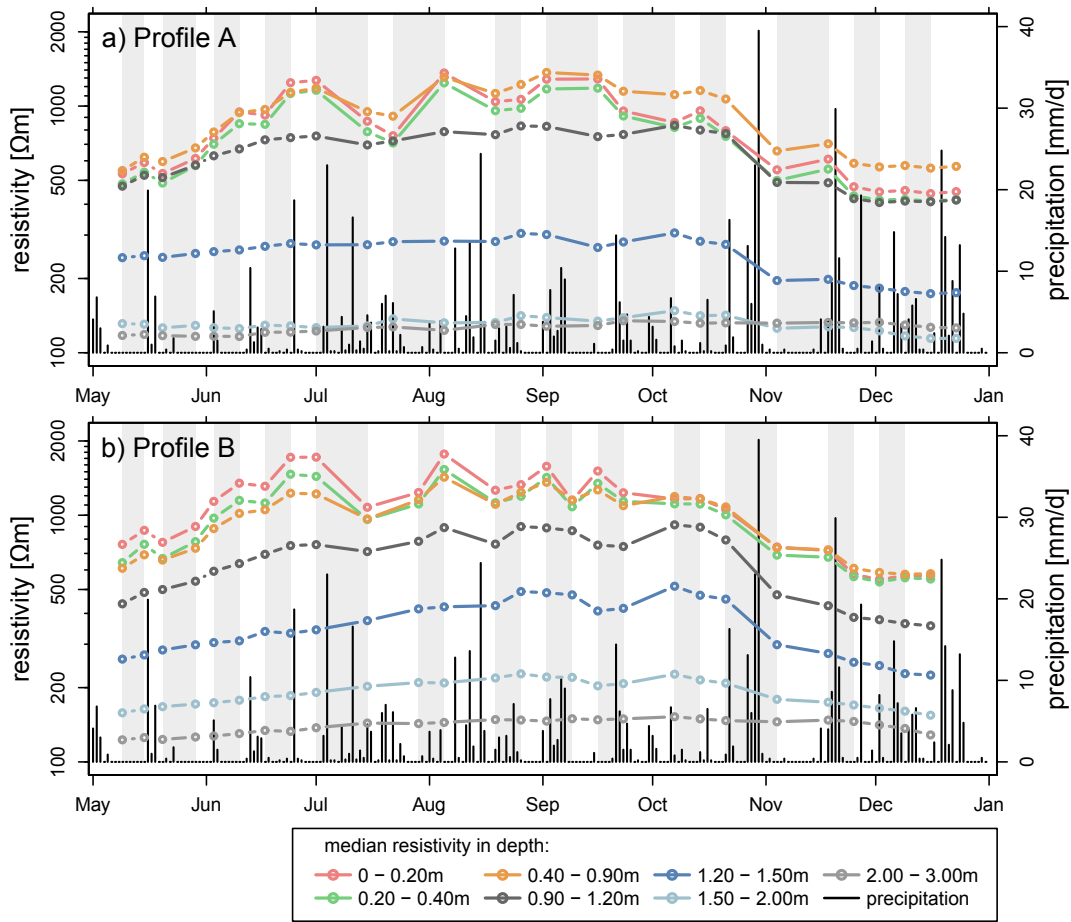 a) Profile A
resistivity [Ωm]
2000
1000
500
200
100
40
30
20
10
0
precipitation [mm/d]
May Jun Jul Aug Sep Oct Nov Dec Jan
b) Profile B
resistivity [Ωm]
2000
1000
500
200
100
40
30
20
10
0
precipitation [mm/d]
May Jun Jul Aug Sep Oct Nov Dec Jan
median resistivity in depth:
0 − 0.20m 0.40 − 0.90m 1.20 − 1.50m 2.00 − 3.00m
0.20 − 0.40m 0.90 − 1.20m 1.50 − 2.00m precipitation